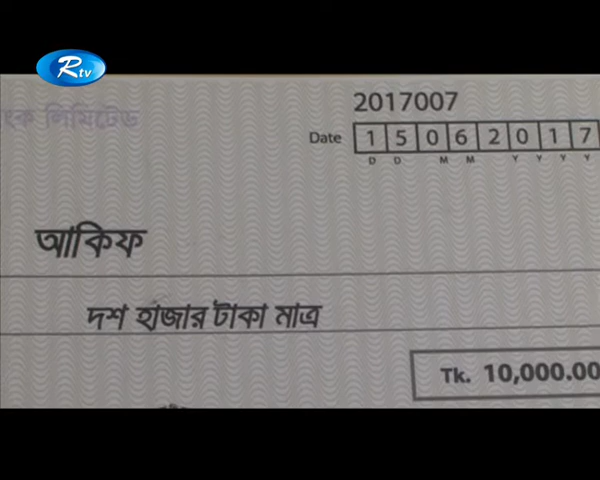 Rtv
ংক লিমিটেড
2017007
Date 1 5 0 6 2 0 1 7
D D M M Y Y Y Y
আকিফ
দশ হাজার টাকা মাত্র
Tk. 10,000.00